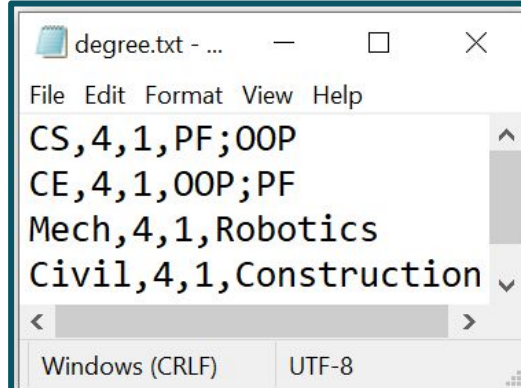 degree.txt - ...
File Edit Format View Help
CS,4,1,PF;OOP
CE,4,1,OOP;PF
Mech,4,1,Robotics
Civil,4,1,Construction
Windows (CRLF) UTF-8